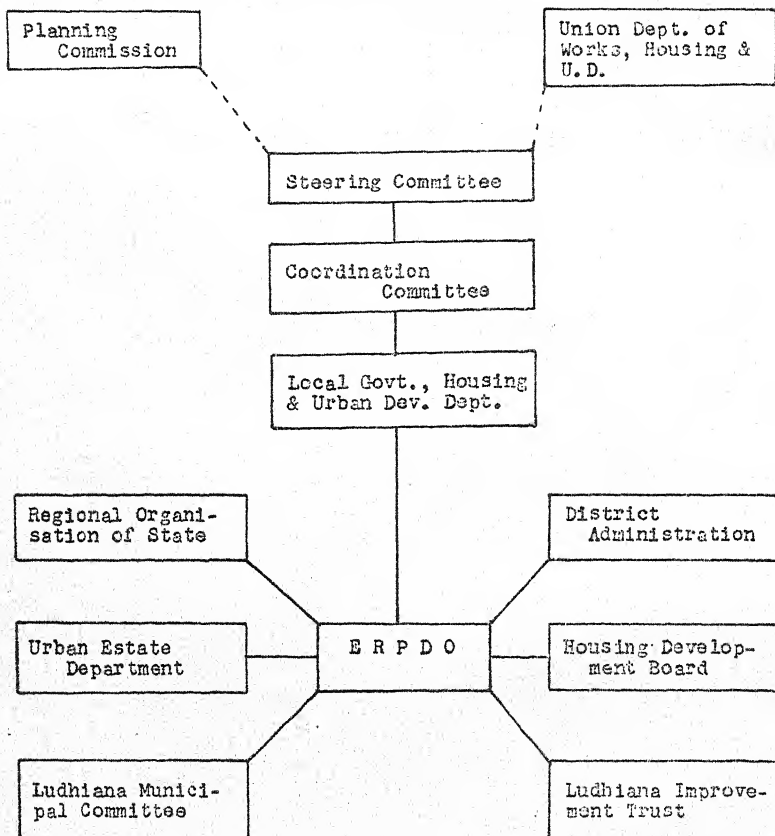 Planning
Commission
Union Dept. of
Works, Housing &
U.D.
Steering Committee
Coordination
Committee
Local Govt., Housing
& Urban Dev. Dept.
Regional Organi-
sation of State
District
Administration
Urban Estate
Department
E R P D O
Housing Develop-
ment Board
Ludhiana Munici-
pal Committee
Ludhiana Improve-
ment Trust